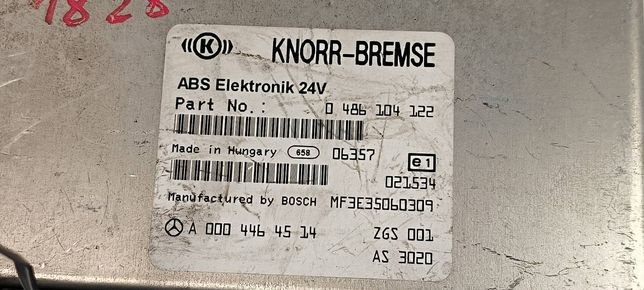 1828
((K)) KNORR-BREMSE
ABS Elektronik 24V
Part No.: 0 486 104 122
Made in Hungary 658 06357 e1
021534
Manufactured by BOSCH MF3E35060309
A 000 446 45 14 ZGS 001
AS 3020